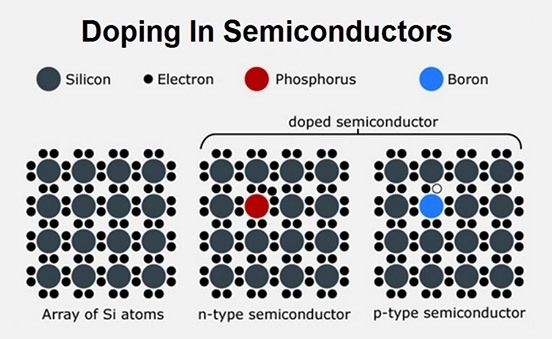 Doping In Semiconductors
Silicon
Electron
Phosphorus
Boron
doped semiconductor
Array of Si atoms
n-type semiconductor
p-type semiconductor